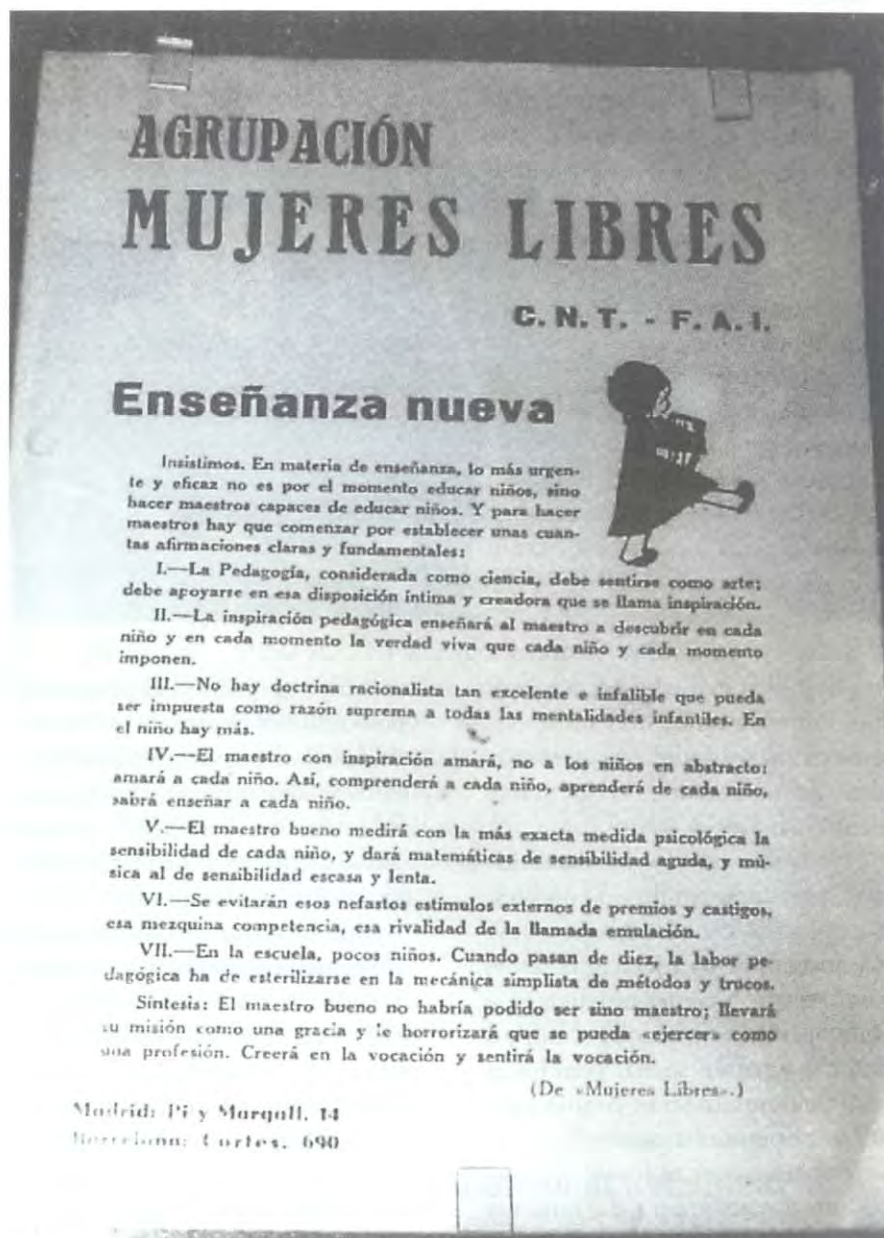 AGRUPACIÓN
MUJERES LIBRES
C. N. T. - F. A. I.
Enseñanza nueva
Insistimos. En materia de enseñanza, lo más urgen-
te y eficaz no es por el momento educar niños, sino
hacer maestros capaces de educar niños. Y para hacer
maestros hay que comenzar por establecer unas cuan-
tas afirmaciones claras y fundamentales:
I.—La Pedagogía, considerada como ciencia, debe sentirse como arte;
debe apoyarse en esa disposición íntima y creadora que se llama inspiración.
II.—La inspiración pedagógica enseñará al maestro a descubrir en cada
niño y en cada momento la verdad viva que cada niño y cada momento
imponen.
III.—No hay doctrina racionalista tan excelente e infalible que pueda
ser impuesta como razón suprema a todas las mentalidades infantiles. En
el niño hay más.
IV.—El maestro con inspiración amará, no a los niños en abstracto:
amará a cada niño. Así, comprenderá a cada niño, aprenderá de cada niño,
sabrá enseñar a cada niño.
V.—El maestro bueno medirá con la más exacta medida psicológica la
sensibilidad de cada niño, y dará matemáticas de sensibilidad aguda, y mú-
sica al de sensibilidad escasa y lenta.
VI.—Se evitarán esos nefastos estímulos externos de premios y castigos,
esa mezquina competencia, esa rivalidad de la llamada emulación.
VII.—En la escuela, pocos niños. Cuando pasan de diez, la labor pe-
dagógica ha de esterilizarse en la mecánica simplista de métodos y trucos.
Síntesis: El maestro bueno no habría podido ser sino maestro; llevará
su misión como una gracia y le horrorizará que se pueda «ejercer» como
una profesión. Creerá en la vocación y sentirá la vocación.
(De «Mujeres Libres».)
Madrid: Pi y Margall, 14
Barcelona: Cortes, 690